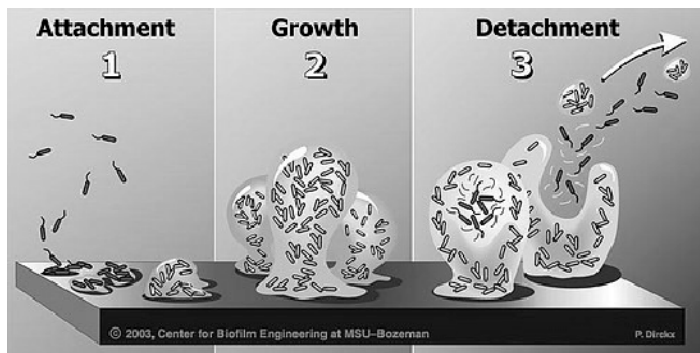 Attachment
1
Growth
2
Detachment
3
© 2003, Center for Biofilm Engineering at MSU–Bozeman
P. Dirckx